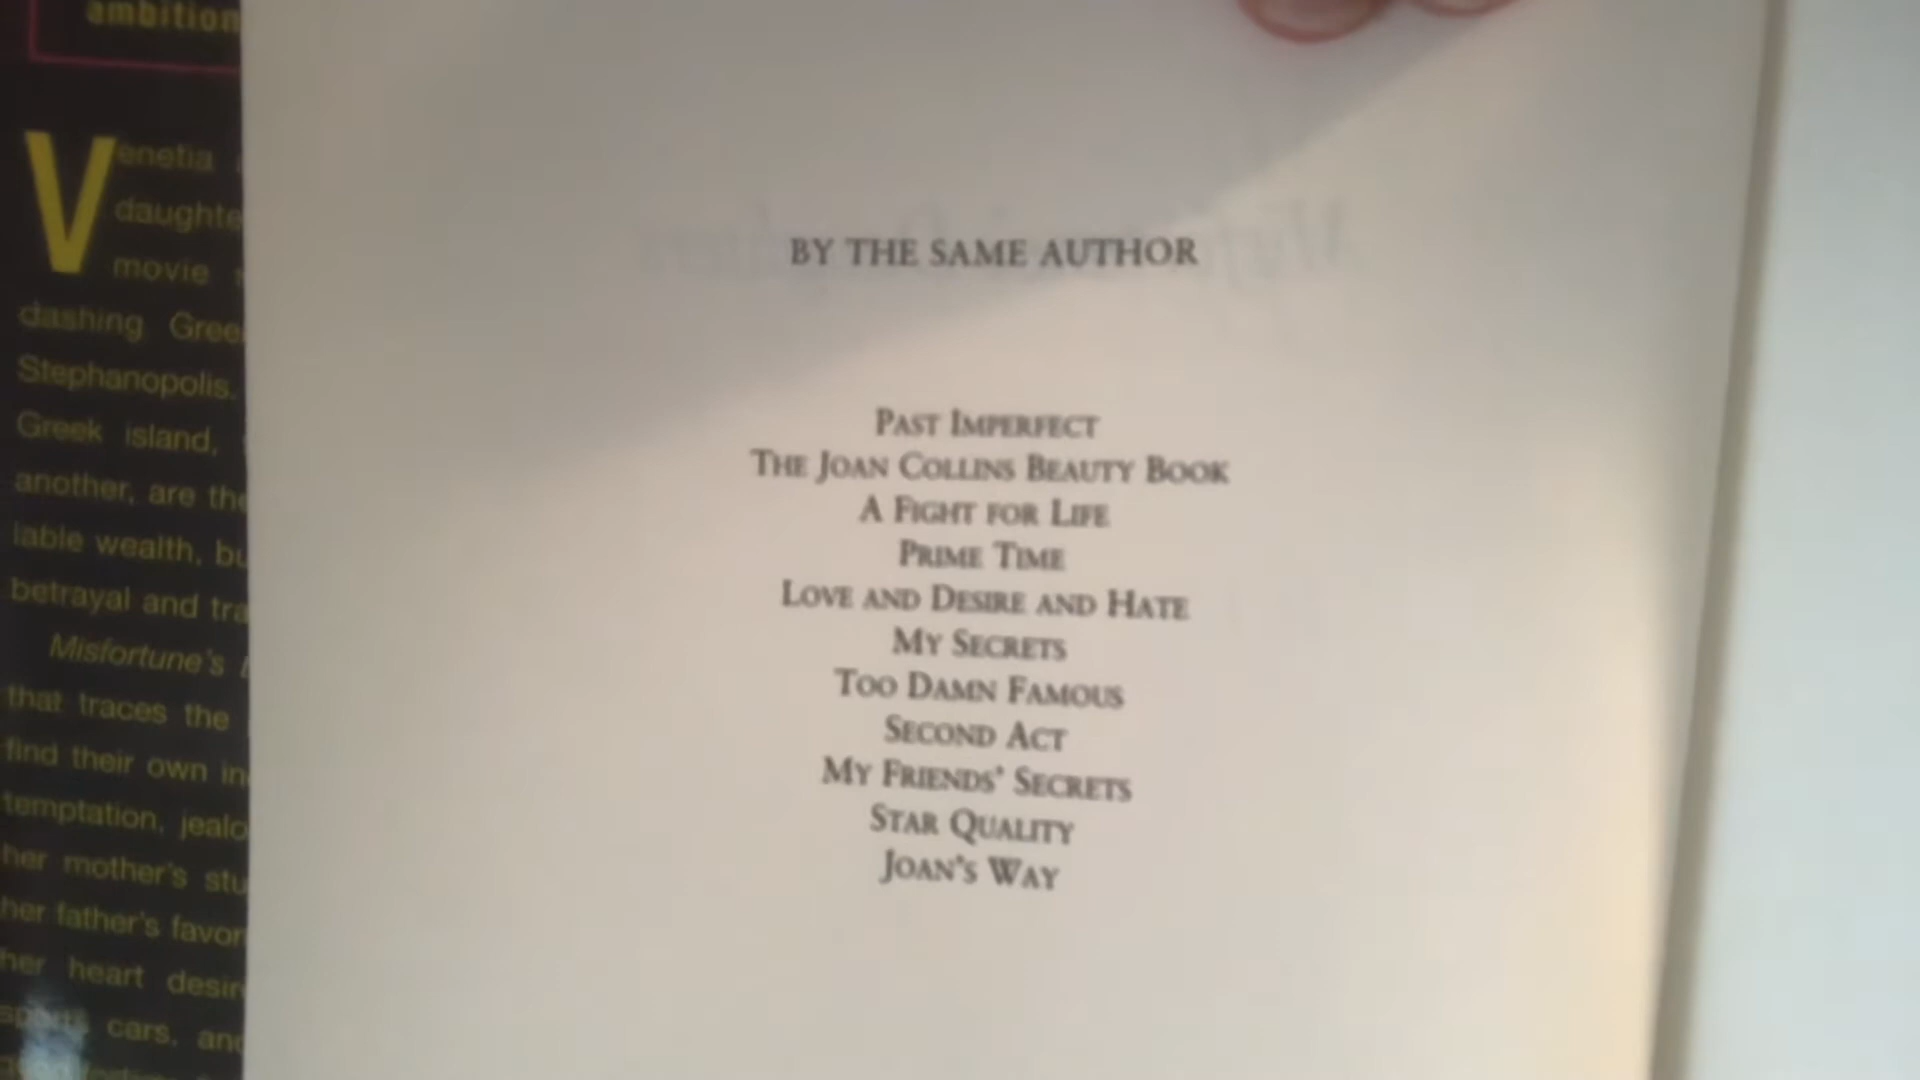 ambition
Venetia
daughte
movie
dashing Gree
Stephanopolis.
Greek island,
another, are the
iable wealth, bu
betrayal and tra
Misfortune's
that traces the
find their own in
temptation, jealo
her mother's stu
her father's favor
her heart desir
sports cars, and
BY THE SAME AUTHOR
PAST IMPERFECT
THE JOAN COLLINS BEAUTY BOOK
A FIGHT FOR LIFE
PRIME TIME
LOVE AND DESIRE AND HATE
MY SECRETS
TOO DAMN FAMOUS
SECOND ACT
MY FRIENDS' SECRETS
STAR QUALITY
JOAN'S WAY